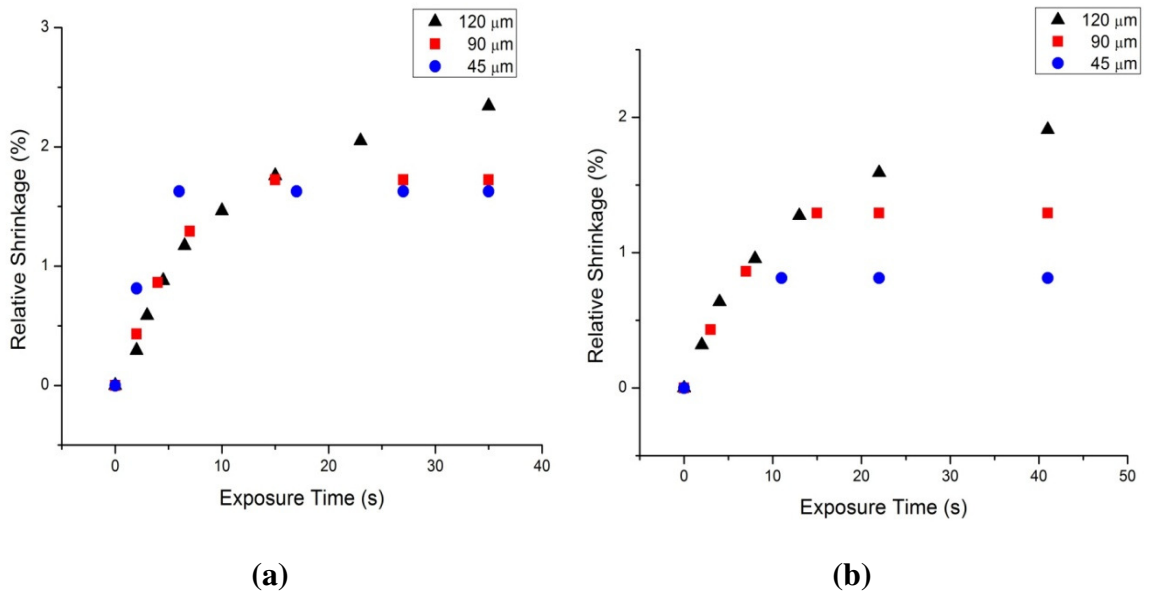 3
2
1
0
Relative Shrinkage (%)
120 μm
90 μm
45 μm
0
10
20
30
40
Exposure Time (s)
(a)
2
1
0
Relative Shrinkage (%)
120 μm
90 μm
45 μm
0
10
20
30
40
50
Exposure Time (s)
(b)